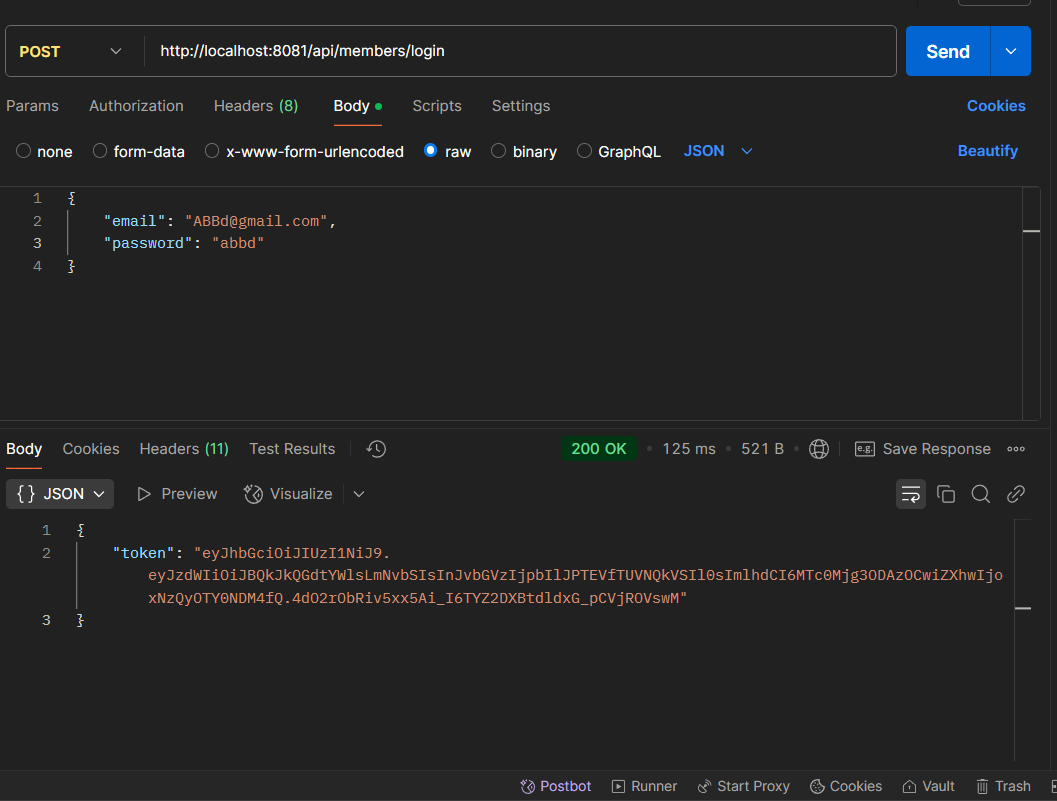 POST http://localhost:8081/api/members/login Send
Params Authorization Headers (8) Body Scripts Settings Cookies
none form-data x-www-form-urlencoded raw binary GraphQL JSON Beautify
1 {
2 "email": "ABBd@gmail.com",
3 "password": "abbd"
4 }
Body Cookies Headers (11) Test Results 200 OK • 125 ms • 521 B • e.g. Save Response
{} JSON Preview Visualize
1 {
2 "token": "eyJhbGciOiJIUzI1NiJ9.
eyJzdWIiOiJBQkJkQGdtYWlsLmNvbSIsInJvbGVzIjpbIlJPTEVfTUVNQkVSIl0sImlhdCI6MTc0Mjg3ODAzOCwiZXhwIjo
xNzQyOTY0NDM4fQ.4dO2rObRiv5xx5Ai_I6TYZ2DXBtdldxG_pCVjROVswM"
3 }
Postbot Runner Start Proxy Cookies Vault Trash